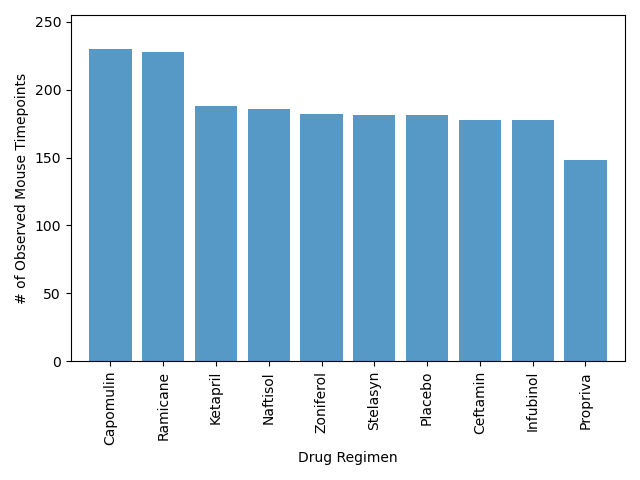 # of Observed Mouse Timepoints
250
200
150
100
50
0
Capomulin
Ramicane
Ketapril
Naftisol
Zoniferol
Stelasyn
Placebo
Ceftamin
Infubinol
Propriva
Drug Regimen